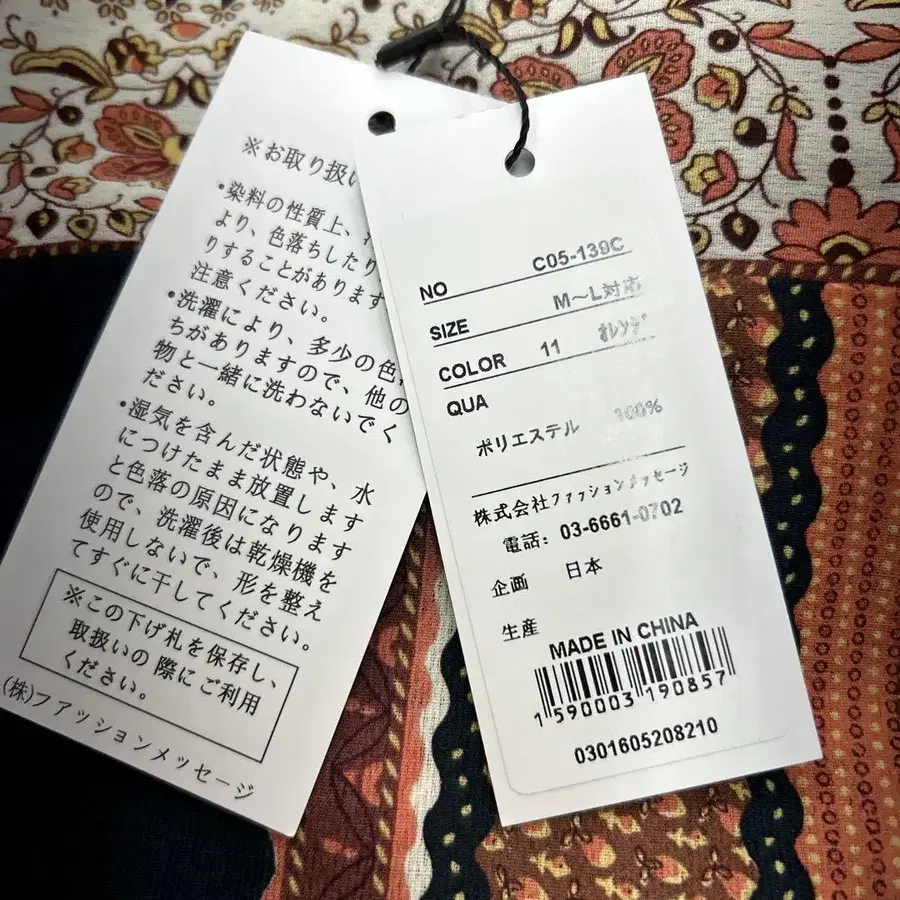 ※お取り扱い
・染料の性質上、
より、色落ちしたり
りすることがあります
注意ください。
・洗濯により、多少の色
ちがありますので、他の
物と一緒に洗わないでく
ださい。
・湿気を含んだ状態や、水
につけたまま放置します
と色落の原因になります
ので、洗濯後は乾燥機を
使用しないで、形を整え
てすぐに干してください。
※この下げ札を保存し、
取扱いの 際にご利用
ください。
(株)ファッションメッセージ
NO C05-139C
SIZE M～L対応
COLOR 11 ｵﾚﾝｼﾞ
QUA
ポリエステル 100%
株式会社ファッションメッセージ
電話: 03-6661-0702
企画 日本
生産
MADE IN CHINA
1 590003 190857
0301605208210